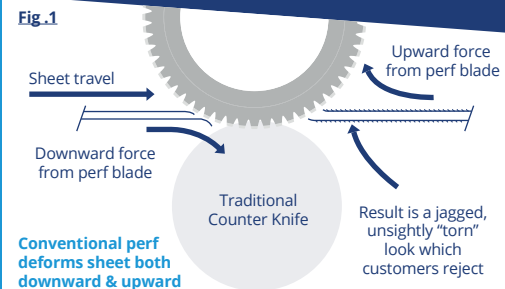 Fig .1
Upward force
from perf blade
Sheet travel
Downward force
from perf blade
Traditional
Counter Knife
Result is a jagged,
unsightly “torn”
look which
customers reject
Conventional perf
deforms sheet both
downward & upward